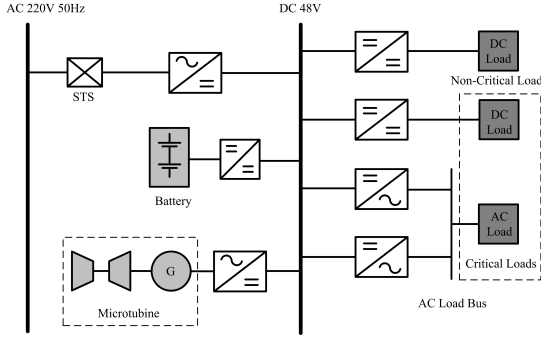 AC 220V 50Hz
DC 48V
STS
DC
Load
Non-Critical Load
DC
Load
Battery
AC
Load
Critical Loads
G
Microtubine
AC Load Bus